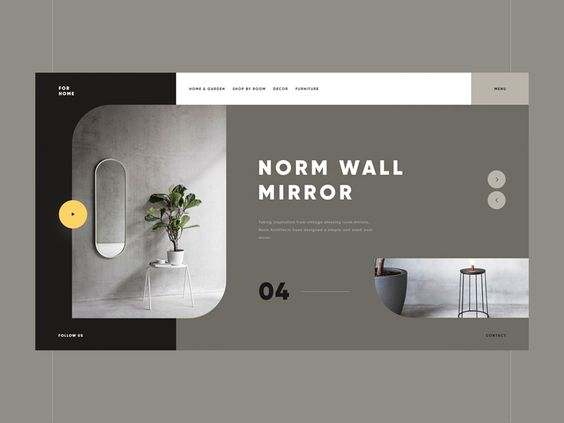 FOR
HOME
HOME & GARDEN SHOP BY ROOM DECOR FURNITURE
MENU
NORM WALL
MIRROR
Taking inspiration from vintage dressing room mirrors,
Norm Architects have designed a simple and sleek wall
mirror.
04
FOLLOW US
CONTACT